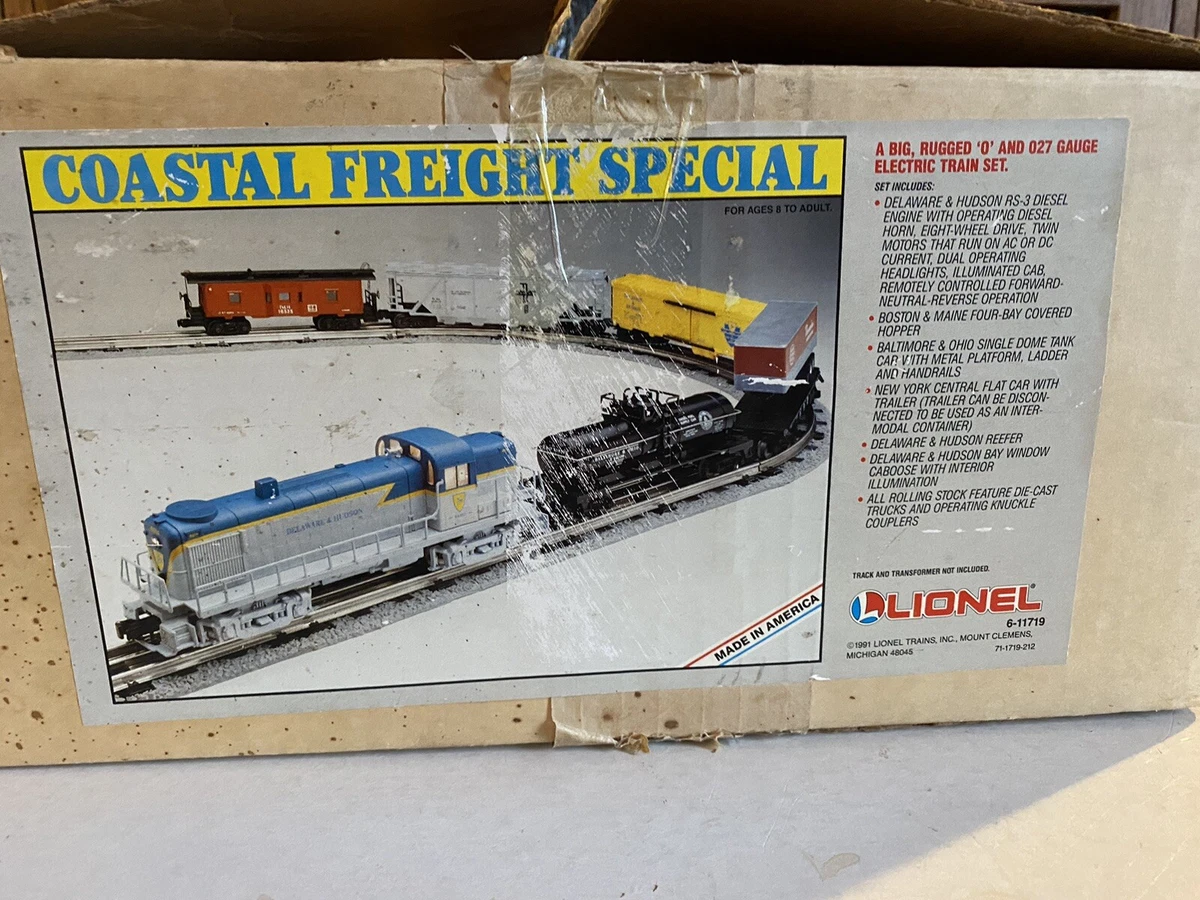 COASTAL FREIGHT SPECIAL
FOR AGES 8 TO ADULT.
DELAWARE & HUDSON
MADE IN AMERICA
A BIG, RUGGED 'O' AND 027 GAUGE
ELECTRIC TRAIN SET.
SET INCLUDES:
• DELAWARE & HUDSON RS-3 DIESEL
ENGINE WITH OPERATING DIESEL
HORN, EIGHT-WHEEL DRIVE, TWIN
MOTORS THAT RUN ON AC OR DC
CURRENT, DUAL OPERATING
HEADLIGHTS, ILLUMINATED CAB,
REMOTELY CONTROLLED FORWARD-
NEUTRAL-REVERSE OPERATION
• BOSTON & MAINE FOUR-BAY COVERED
HOPPER
• BALTIMORE & OHIO SINGLE DOME TANK
CAR WITH METAL PLATFORM, LADDER
AND HANDRAILS
• NEW YORK CENTRAL FLAT CAR WITH
TRAILER (TRAILER CAN BE DISCON-
NECTED TO BE USED AS AN INTER-
MODAL CONTAINER)
• DELAWARE & HUDSON REEFER
• DELAWARE & HUDSON BAY WINDOW
CABOOSE WITH INTERIOR
ILLUMINATION
• ALL ROLLING STOCK FEATURE DIE-CAST
TRUCKS AND OPERATING KNUCKLE
COUPLERS
TRACK AND TRANSFORMER NOT INCLUDED.
LIONEL®
6-11719
©1991 LIONEL TRAINS, INC., MOUNT CLEMENS,
MICHIGAN 48045
71-1719-212